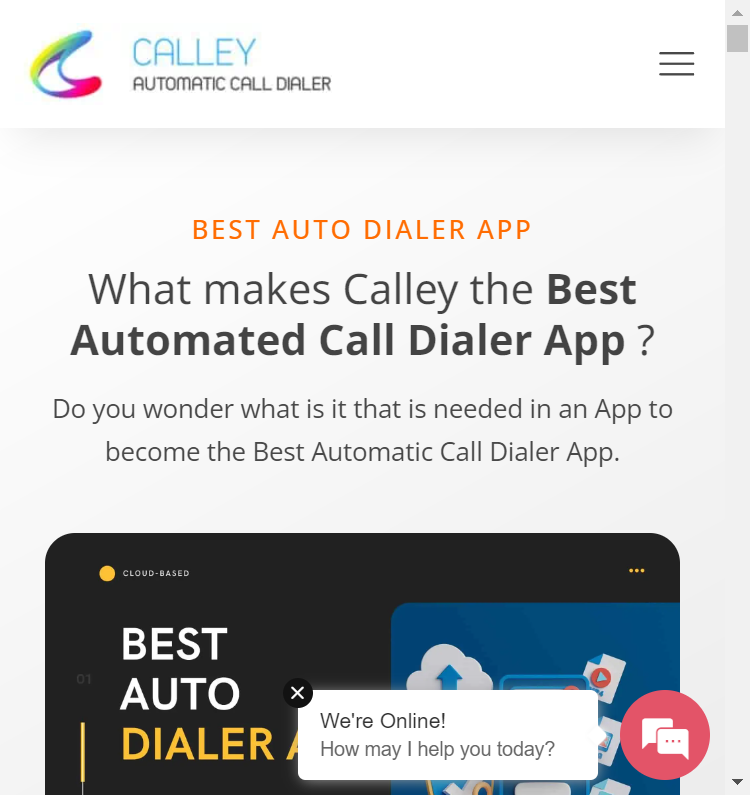 CALLEY
AUTOMATIC CALL DIALER
BEST AUTO DIALER APP
What makes Calley the Best
Automated Call Dialer App ?
Do you wonder what is it that is needed in an App to
become the Best Automatic Call Dialer App.
CLOUD-BASED
BEST
01
AUTO
DIALER A
We're Online!
How may I help you today?